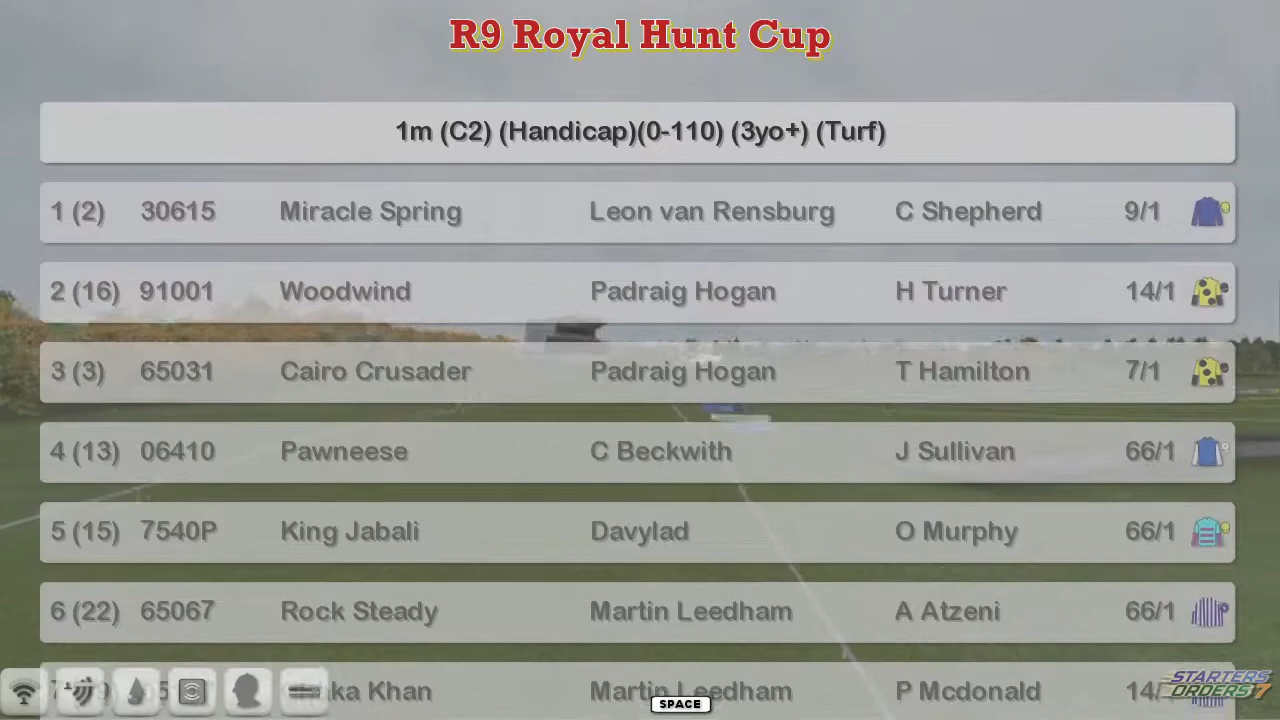 R9 Royal Hunt Cup
1m (C2) (Handicap)(0-110) (3yo+) (Turf)
1 (2) 30615 Miracle Spring Leon van Rensburg C Shepherd 9/1
2 (16) 91001 Woodwind Padraig Hogan H Turner 14/1
3 (3) 65031 Cairo Crusader Padraig Hogan T Hamilton 7/1
4 (13) 06410 Pawneese C Beckwith J Sullivan 66/1
5 (15) 7540P King Jabali Davylad O Murphy 66/1
6 (22) 65067 Rock Steady Martin Leedham A Atzeni 66/1
Khan Martin Leedham P Mcdonald
SPACE
STARTERS
ORDERS 7